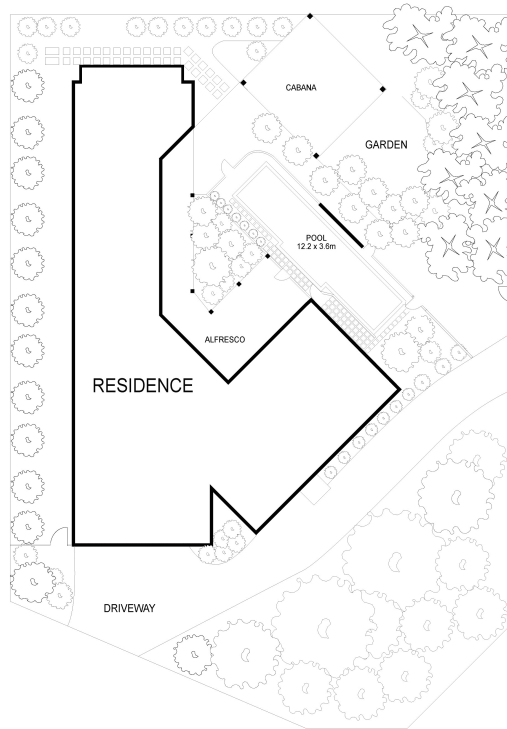 CABANA
GARDEN
POOL
12.2 x 3.6m
ALFRESCO
RESIDENCE
DRIVEWAY